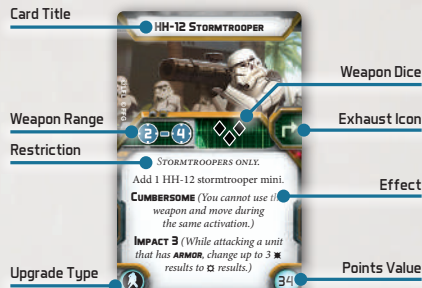 Card Title
HH-12 Stormtrooper
Weapon Dice
Weapon Range
2 - 4
Exhaust Icon
Restriction
Stormtroopers only.
Add 1 HH-12 stormtrooper mini.
Effect
Cumbersome (You cannot use
weapon and move during
the same activation.)
Impact 3 (While attacking a unit
that has armor, change up to 3
results to results.)
Upgrade Type
34
Points Value